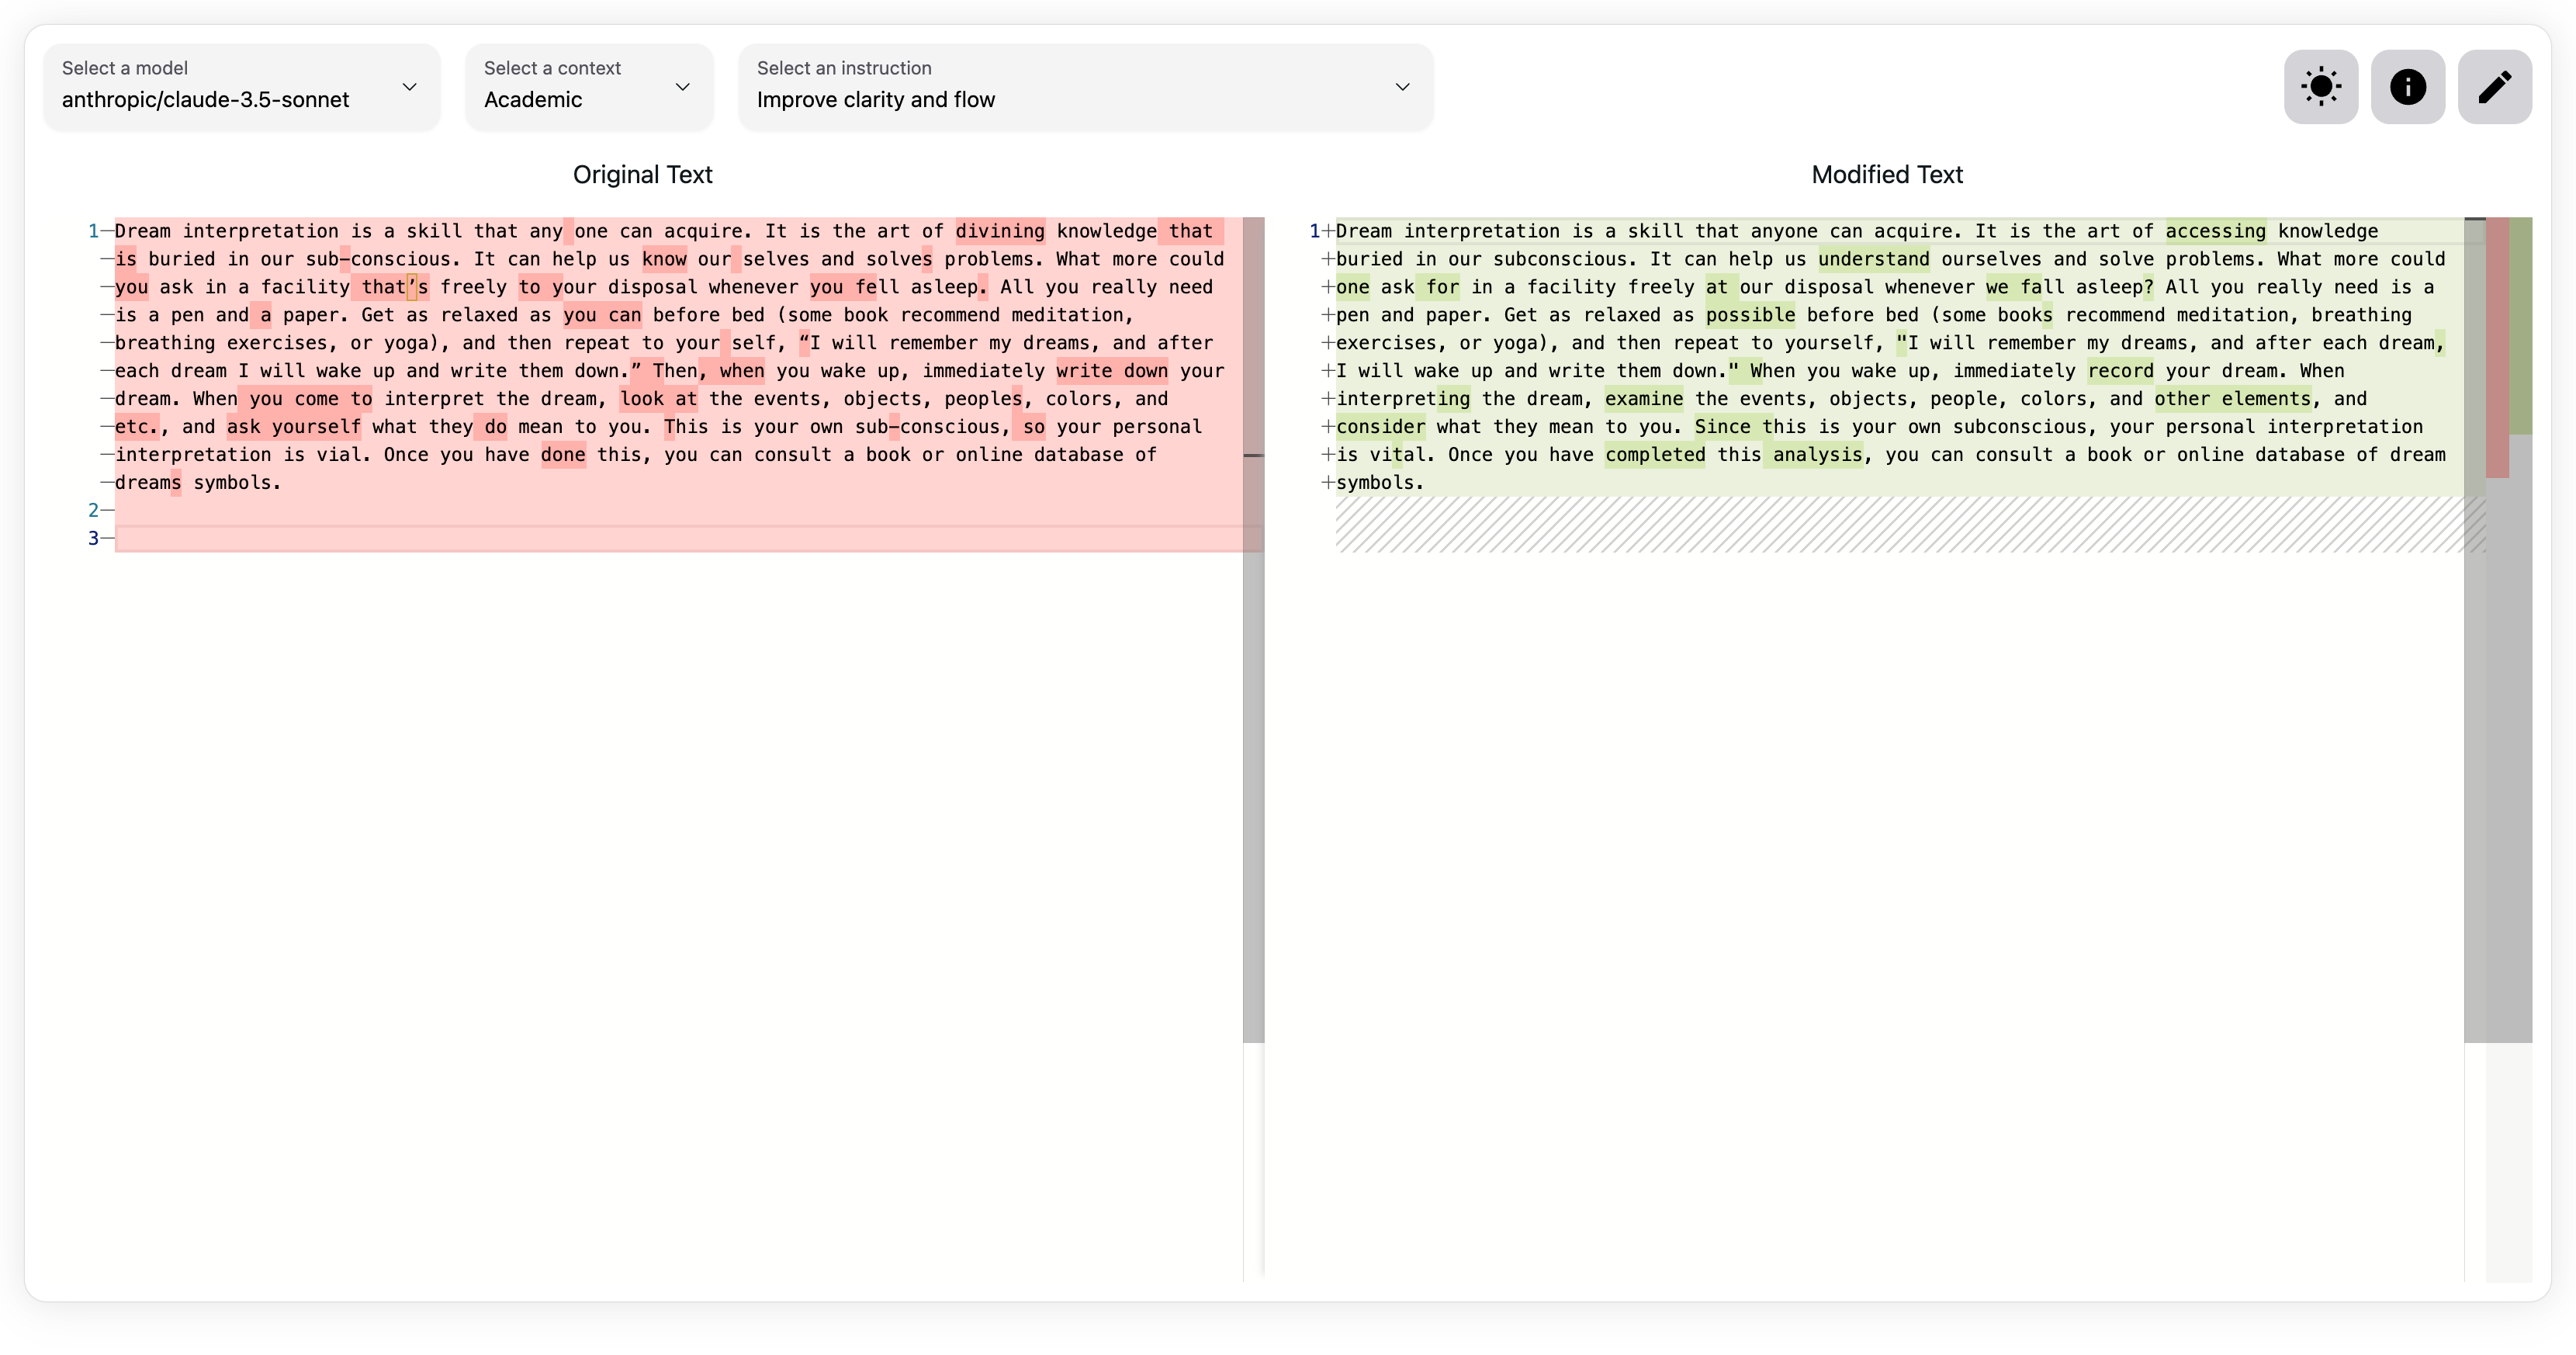 Select a model
anthropic/claude-3.5-sonnet
Select a context
Academic
Select an instruction
Improve clarity and flow
Original Text
1 Dream interpretation is a skill that any one can acquire. It is the art of divining knowledge that
is buried in our sub-conscious. It can help us know our selves and solves problems. What more could
you ask in a facility that’s freely to your disposal whenever you fell asleep. All you really need
is a pen and a paper. Get as relaxed as you can before bed (some book recommend meditation,
breathing exercises, or yoga), and then repeat to your self, “I will remember my dreams, and after
each dream I will wake up and write them down.” Then, when you wake up, immediately write down your
dream. When you come to interpret the dream, look at the events, objects, peoples, colors, and
etc., and ask yourself what they do mean to you. This is your own sub-conscious, so your personal
interpretation is vial. Once you have done this, you can consult a book or online database of
dreams symbols.
2
3
Modified Text
1+Dream interpretation is a skill that anyone can acquire. It is the art of accessing knowledge
+buried in our subconscious. It can help us understand ourselves and solve problems. What more could
+one ask for in a facility freely at our disposal whenever we fall asleep? All you really need is a
+pen and paper. Get as relaxed as possible before bed (some books recommend meditation, breathing
+exercises, or yoga), and then repeat to yourself, "I will remember my dreams, and after each dream,
+I will wake up and write them down." When you wake up, immediately record your dream. When
+interpreting the dream, examine the events, objects, people, colors, and other elements, and
+consider what they mean to you. Since this is your own subconscious, your personal interpretation
+is vital. Once you have completed this analysis, you can consult a book or online database of dream
+symbols.